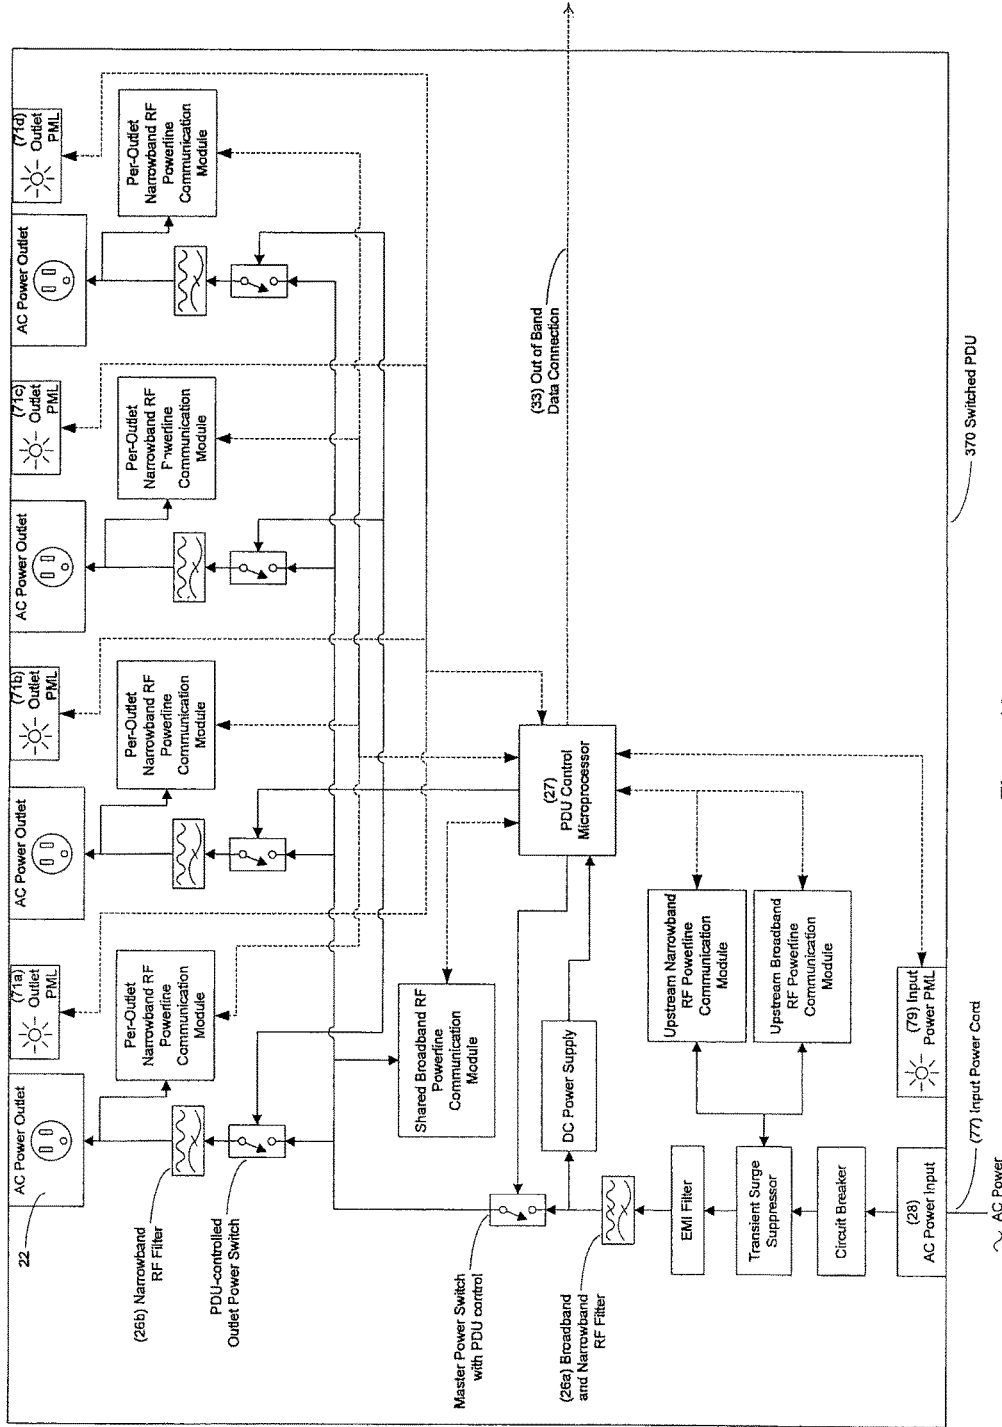 AC Power Outlet
(71a)
Outlet
PML
AC Power Outlet
(71b)
Outlet
PML
AC Power Outlet
(71c)
Outlet
PML
AC Power Outlet
(71d)
Outlet
PML
22
Per-Outlet
Narrowband RF
Powerline
Communication
Module
Per-Outlet
Narrowband RF
Powerline
Communication
Module
Per-Outlet
Narrowband RF
Powerline
Communication
Module
Per-Outlet
Narrowband RF
Powerline
Communication
Module
(26b) Narrowband
RF Filter
PDU-controlled
Outlet Power Switch
Shared Broadband RF
Powerline
Communication
Module
Master Power Switch
with PDU control
(27)
PDU Control
Microprocessor
(33) Out of Band
Data Connection
DC Power Supply
(26a) Broadband
and Narrowband
RF Filter
EMI Filter
Upstream Narrowband
RF Powerline
Communication
Module
Transient Surge
Suppressor
Upstream Broadband
RF Powerline
Communication
Module
Circuit Breaker
(28)
AC Power Input
(79) Input
Power PML
370 Switched PDU
(77) Input Power Cord
AC Power